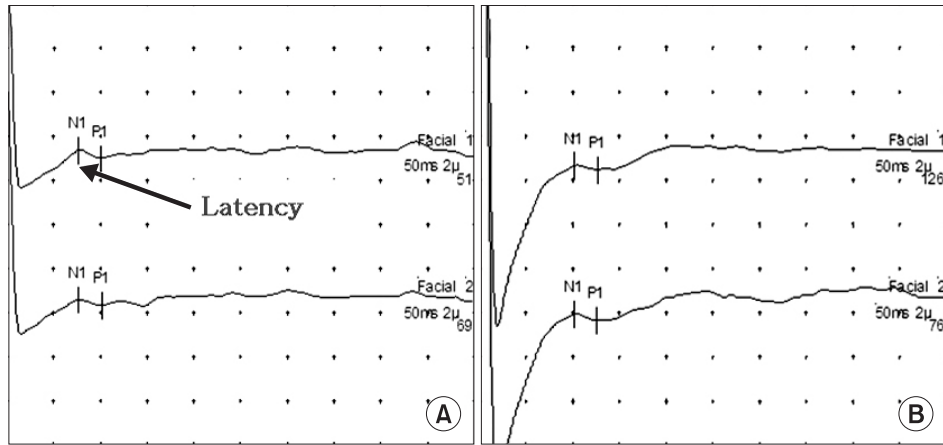 N1 P1
Facial 1
50ms 2µ
51
Latency
N1 P1
Facial 2
50ms 2µ
69
A
N1 P1
Facial 1
50ms 2µ
126
N1 P1
Facial 2
50ms 2µ
76
B